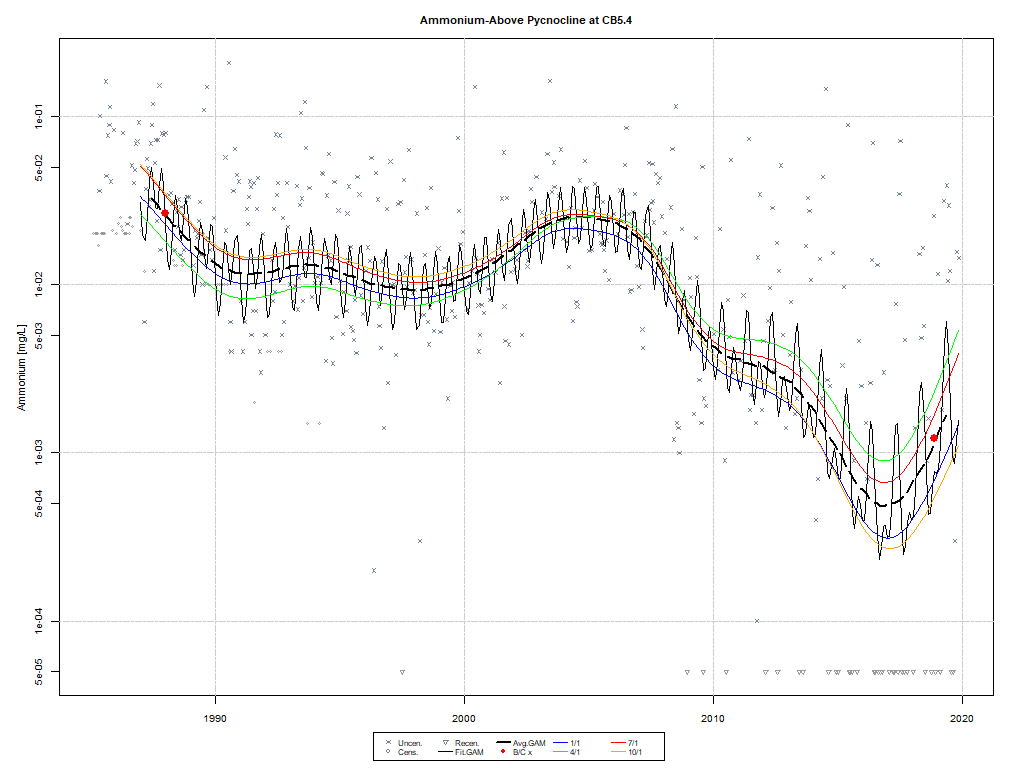 Ammonium-Above Pycnocline at CB5.4
Ammonium [mg/L]
1e-01
5e-02
1e-02
5e-03
1e-03
5e-04
1e-04
5e-05
1990
2000
2010
2020
Uncen. Recen. Avg.GAM 1/1 7/1
Cens. Fit.GAM B/C x 4/1 10/1